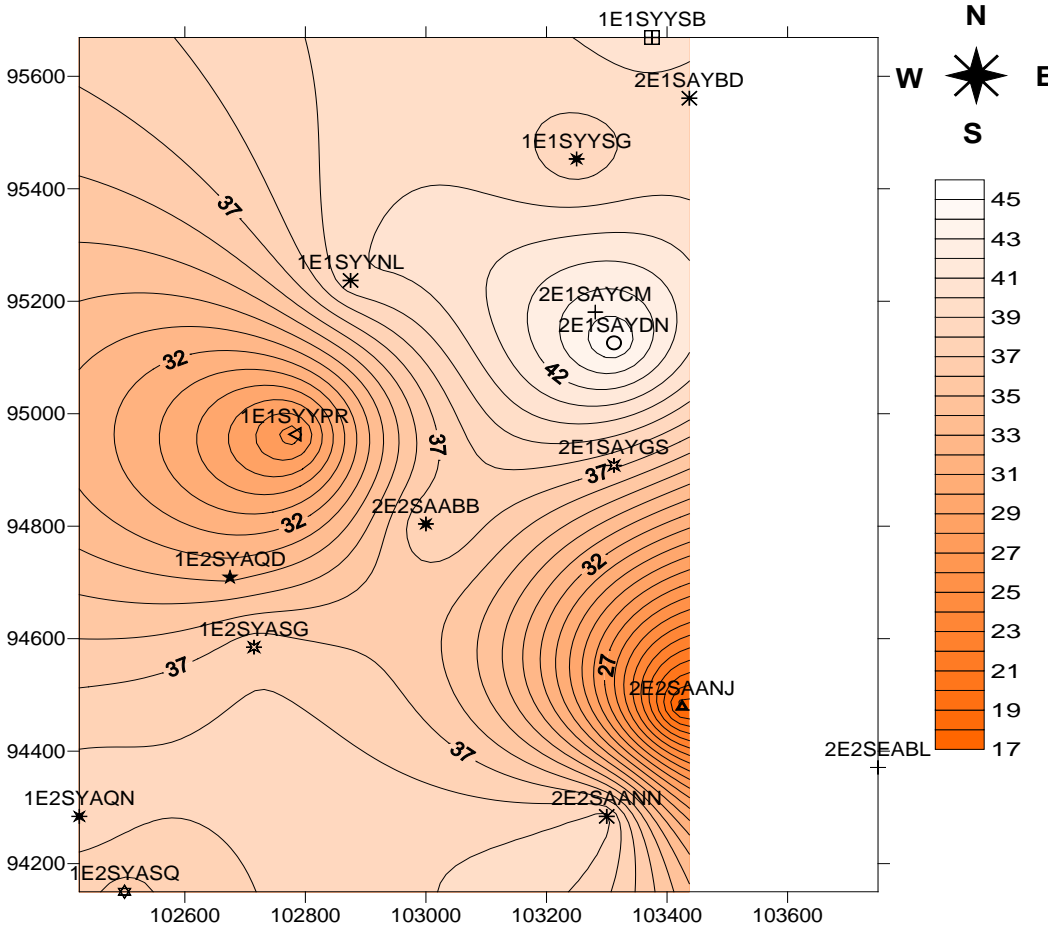 1E1SYYSB
N
95600
2E1SAYBD
W
E
1E1SYYSG
S
95400
37
45
43
1E1SYYNL
2E1SAYCM
41
95200
2E1SAYDN
39
32
42
37
95000
1E1SYYPR
35
37
2E1SAYGS
37
33
31
94800
32
2E2SAABB
29
1E2SYAQD
32
27
25
94600
1E2SYASG
37
27
23
2E2SAANJ
21
19
94400
37
2E2SEABL
17
1E2SYAQN
2E2SAANN
94200
1E2SYASQ
102600
102800
103000
103200
103400
103600